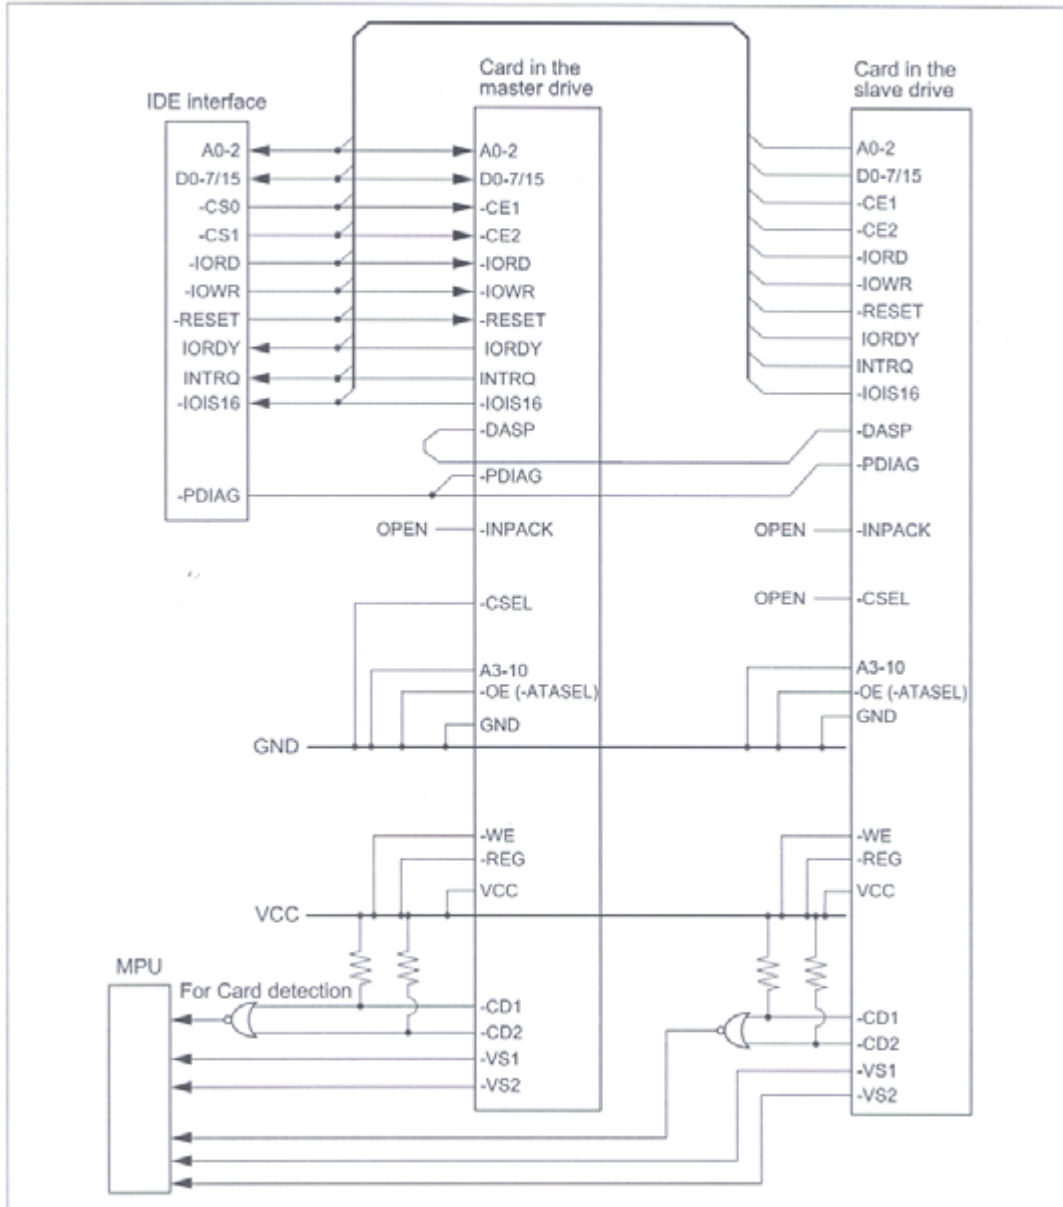 Card in the
master drive
Card in the
slave drive
IDE interface
A0-2
D0-7/15
-CS0
-CS1
-IORD
-IOWR
-RESET
IORDY
INTRQ
-IOIS16
-PDIAG
A0-2
D0-7/15
-CE1
-CE2
-IORD
-IOWR
-RESET
IORDY
INTRQ
-IOIS16
-DASP
-PDIAG
OPEN
-INPACK
-CSEL
A3-10
-OE (-ATASEL)
GND
GND
-WE
-REG
VCC
VCC
-CD1
-CD2
-VS1
-VS2
A0-2
D0-7/15
-CE1
-CE2
-IORD
-IOWR
-RESET
IORDY
INTRQ
-IOIS16
-DASP
-PDIAG
OPEN
-INPACK
OPEN
-CSEL
A3-10
-OE (-ATASEL)
GND
-WE
-REG
VCC
-CD1
-CD2
-VS1
-VS2
MPU
For Card detection